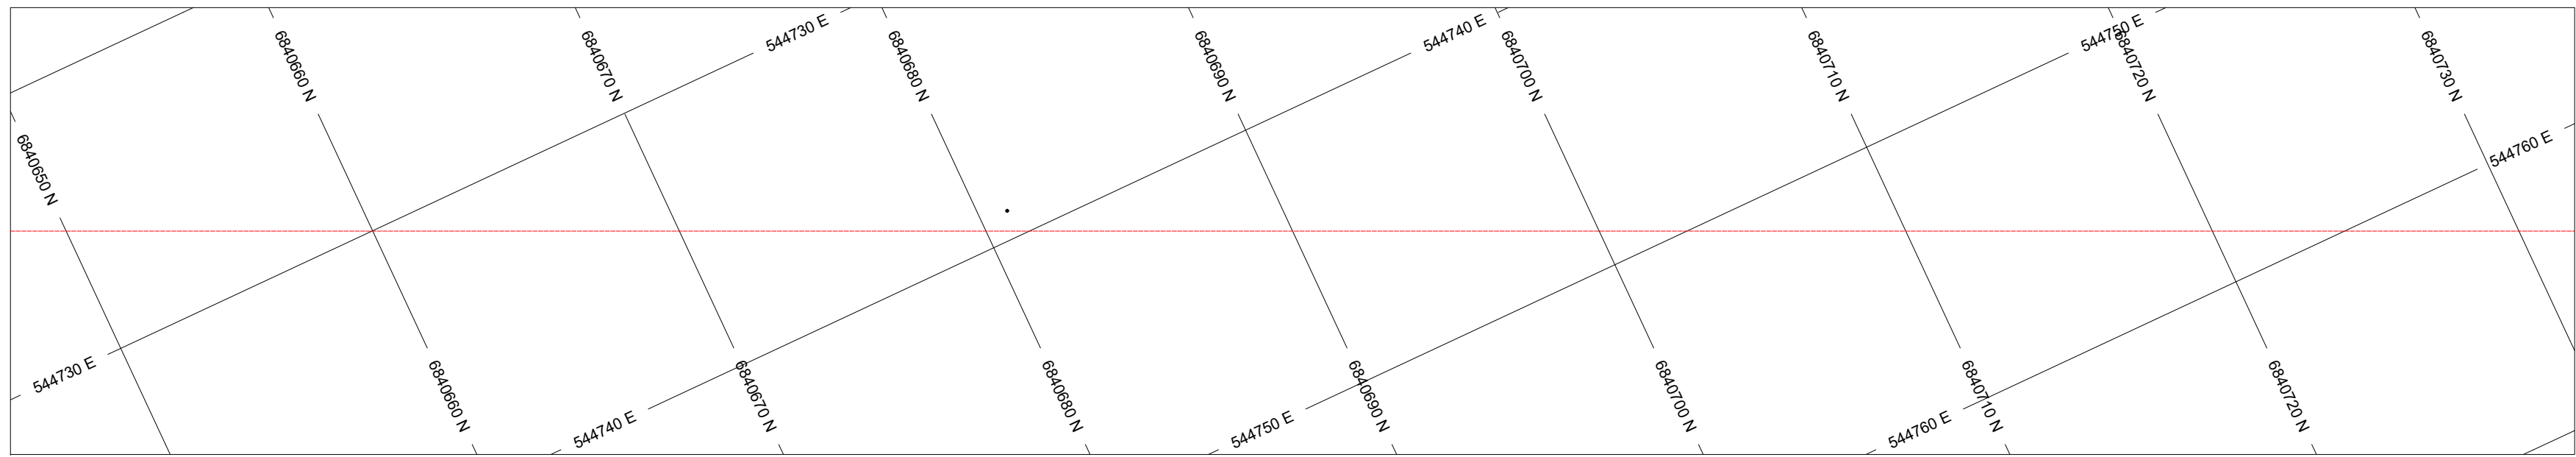 544730 E
544740 E
544750 E
6840660 N
6840670 N
6840680 N
6840690 N
6840700 N
6840710 N
6840720 N
6840730 N
6840650 N
544760 E
544730 E
6840660 N
6840670 N
6840680 N
6840690 N
6840700 N
6840710 N
6840720 N
544740 E
544750 E
544760 E